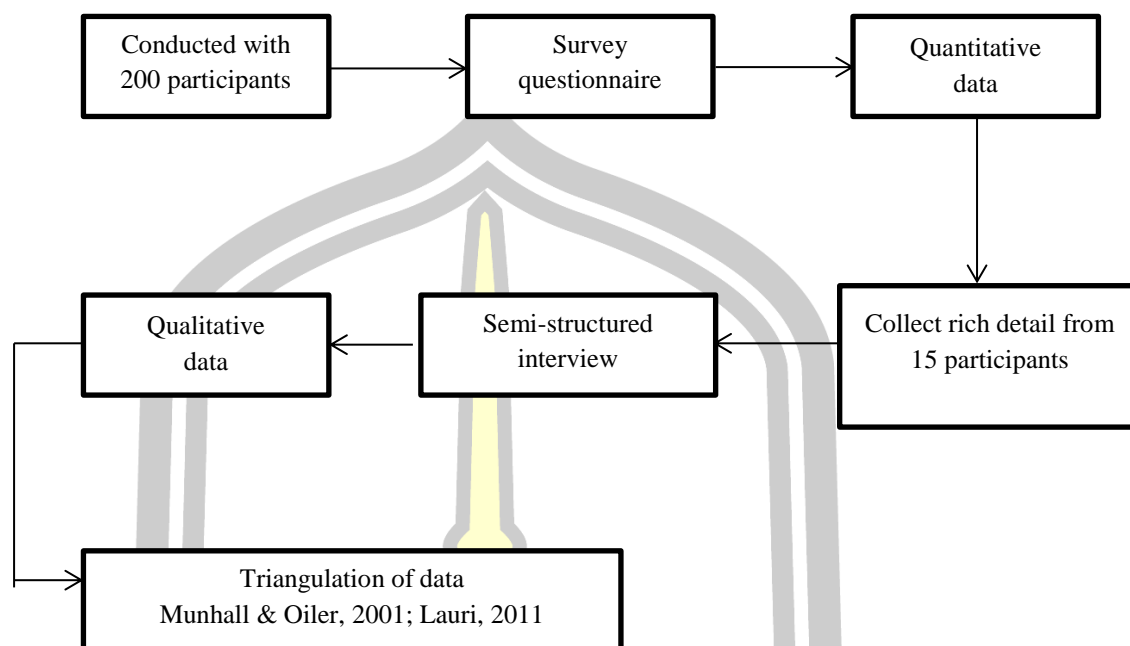 Conducted with
200 participants
Survey
questionnaire
Quantitative
data
Collect rich detail from
15 participants
Semi-structured
interview
Qualitative
data
Triangulation of data
Munhall & Oiler, 2001; Lauri, 2011